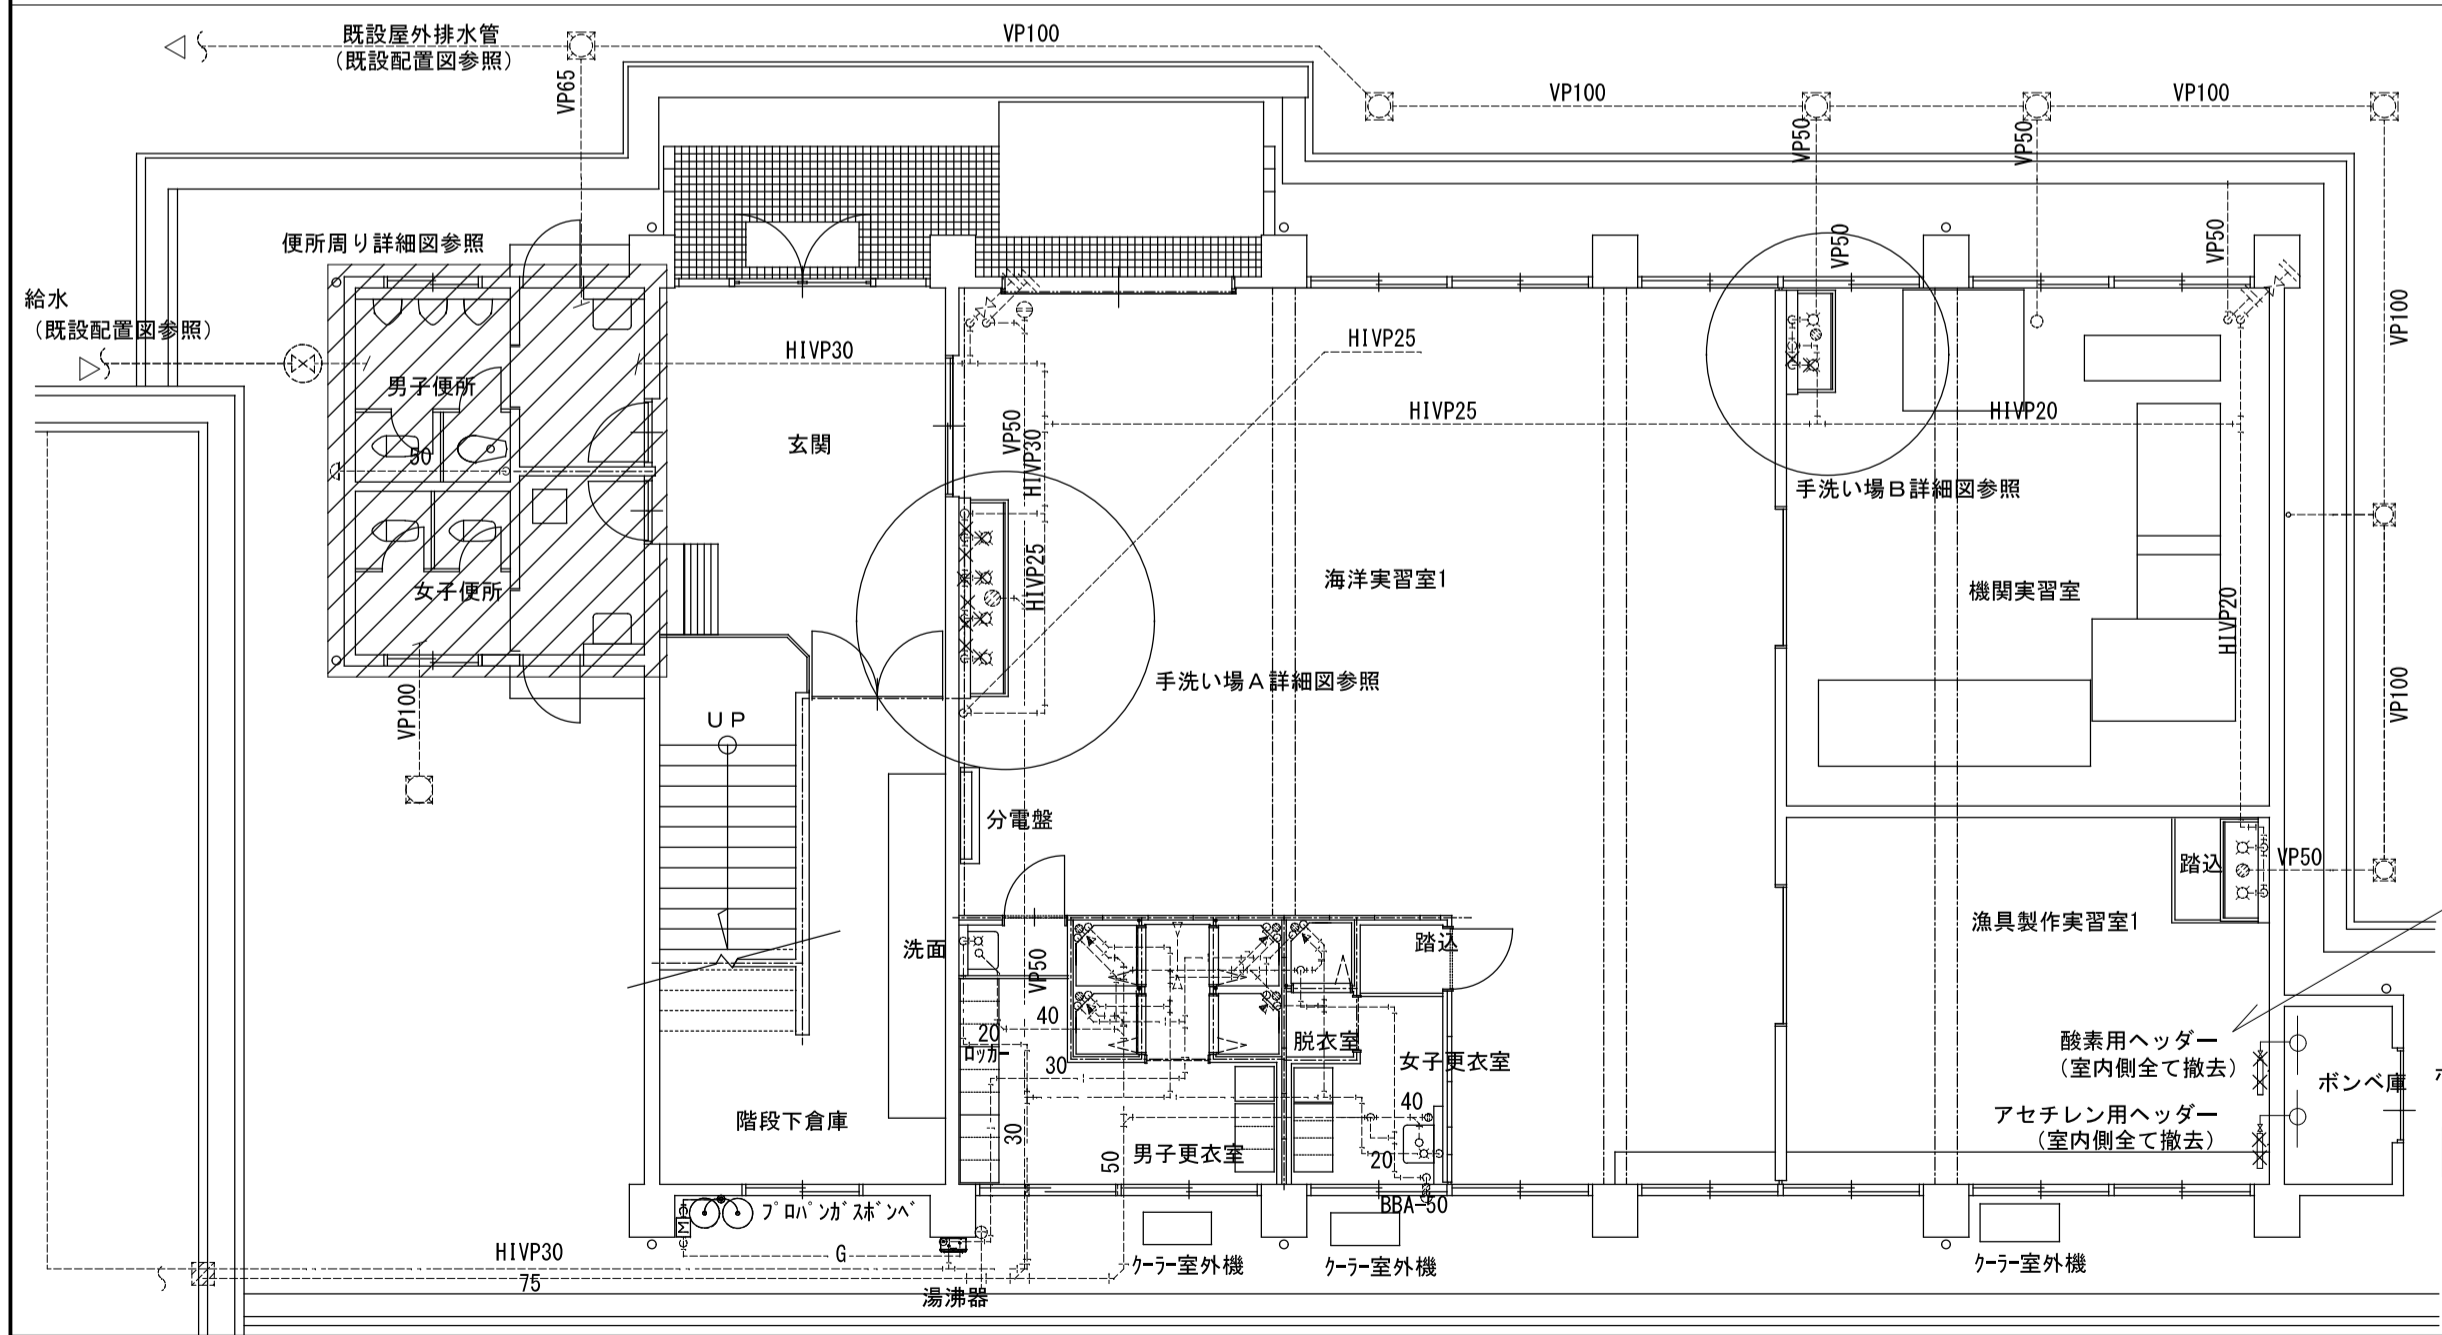 既設屋外排水管
（既設配置図参照）
VP65
VP100
VP100
VP100
VP50
VP50
VP50
VP50
VP100
便所周り詳細図参照
給水
（既設配置図参照）
男子便所
50
女子便所
VP100
HIVP30
玄関
VP50
HIVP30
HIVP25
HIVP25
HIVP25
HIVP20
手洗い場Ｂ詳細図参照
海洋実習室1
機関実習室
HIVP20
手洗い場Ａ詳細図参照
VP100
ＵＰ
分電盤
踏込
VP50
漁具製作実習室1
洗面
VP50
踏込
20
40
ロッカー
30
脱衣室
女子更衣室
40
酸素用ヘッダー
（室内側全て撤去）
ボンベ庫
アセチレン用ヘッダー
（室内側全て撤去）
階段下倉庫
30
50
男子更衣室
20
BBA-50
M
プロパンガスボンベ
G
HIVP30
75
湯沸器
クーラー室外機
クーラー室外機
クーラー室外機